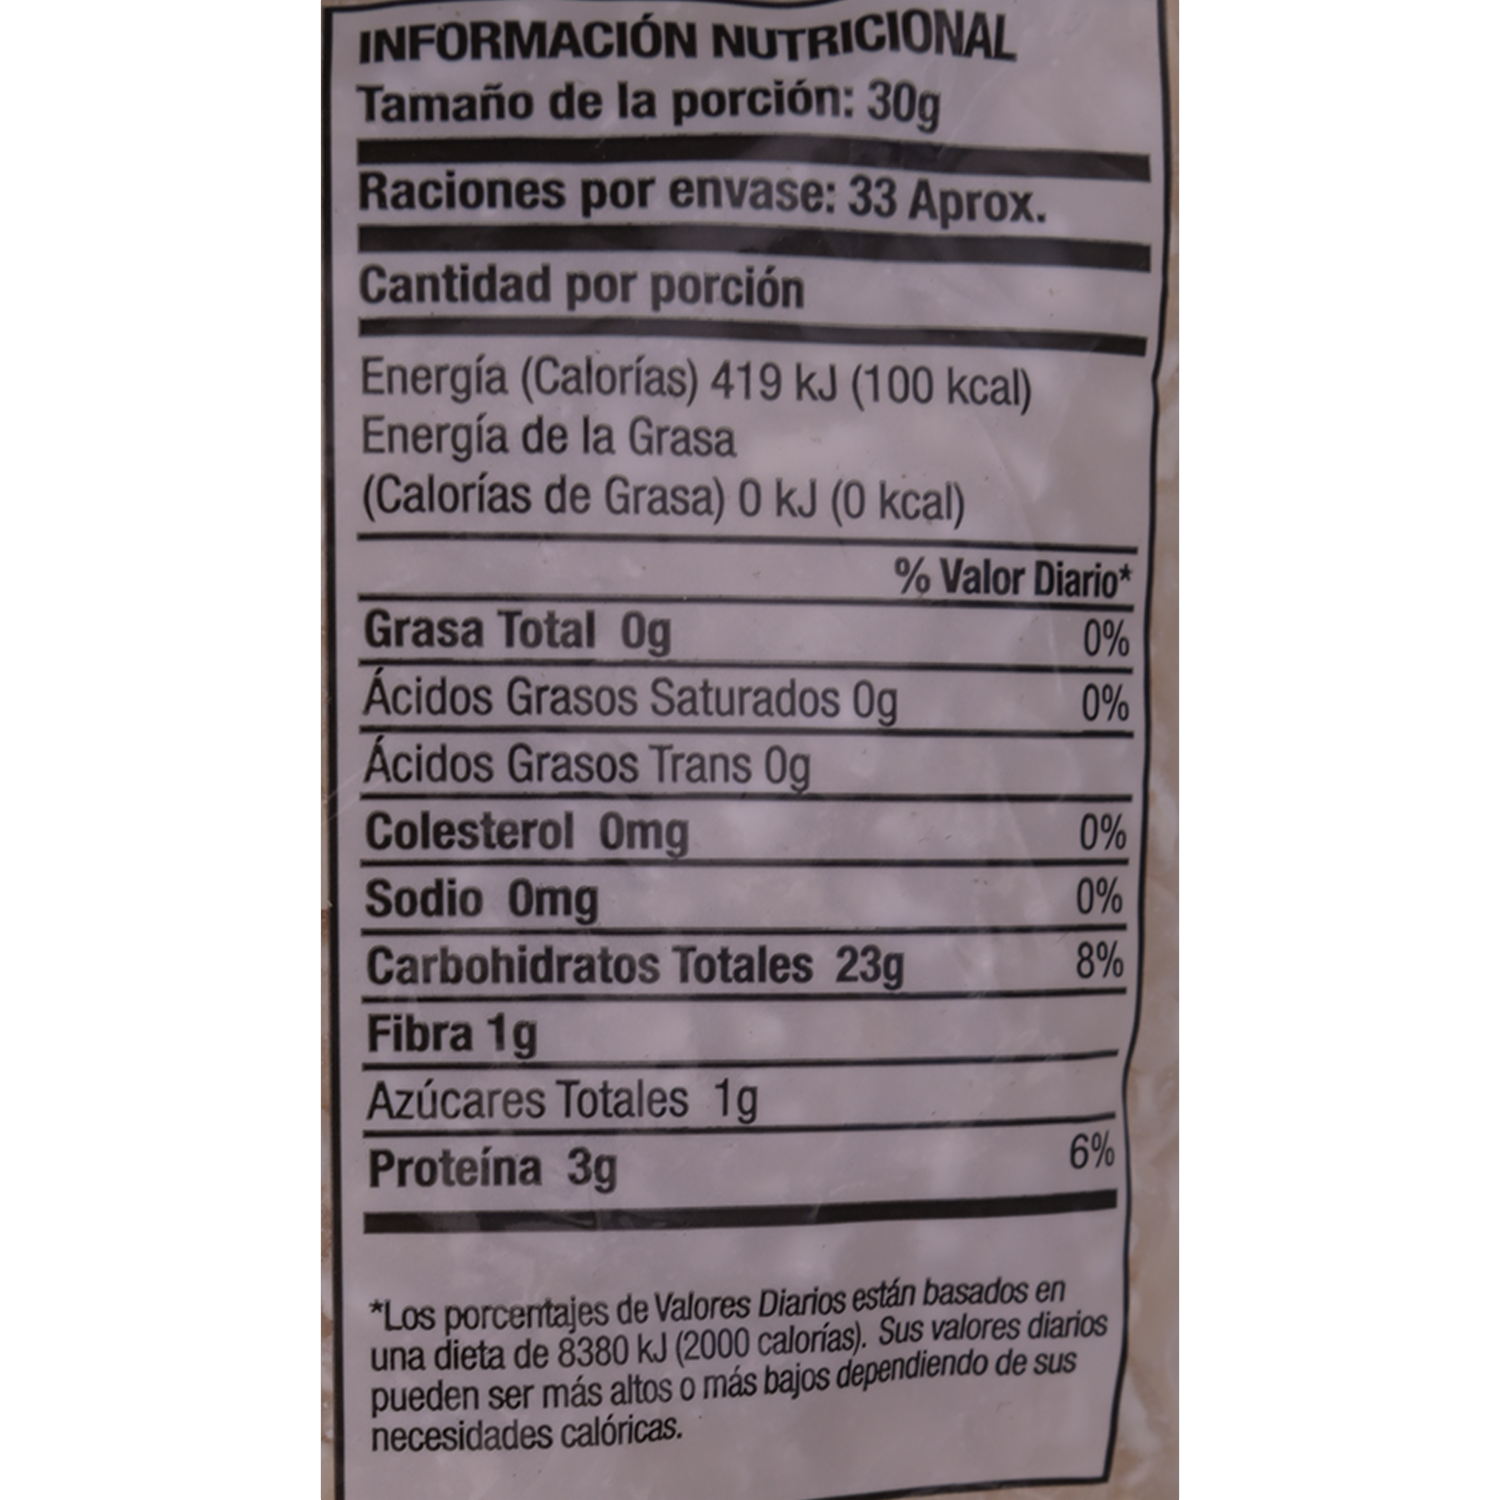 INFORMACIÓN NUTRICIONAL
Tamaño de la porción: 30g
Raciones por envase: 33 Aprox.
Cantidad por porción
Energía (Calorías) 419 kJ (100 kcal)
Energía de la Grasa
(Calorías de Grasa) 0 kJ (0 kcal)
% Valor Diario*
Grasa Total 0g 0%
Ácidos Grasos Saturados 0g 0%
Ácidos Grasos Trans 0g
Colesterol 0mg 0%
Sodio 0mg 0%
Carbohidratos Totales 23g 8%
Fibra 1g
Azúcares Totales 1g
Proteína 3g 6%
*Los porcentajes de Valores Diarios están basados en
una dieta de 8380 kJ (2000 calorías). Sus valores diarios
pueden ser más altos o más bajos dependiendo de sus
necesidades calóricas.